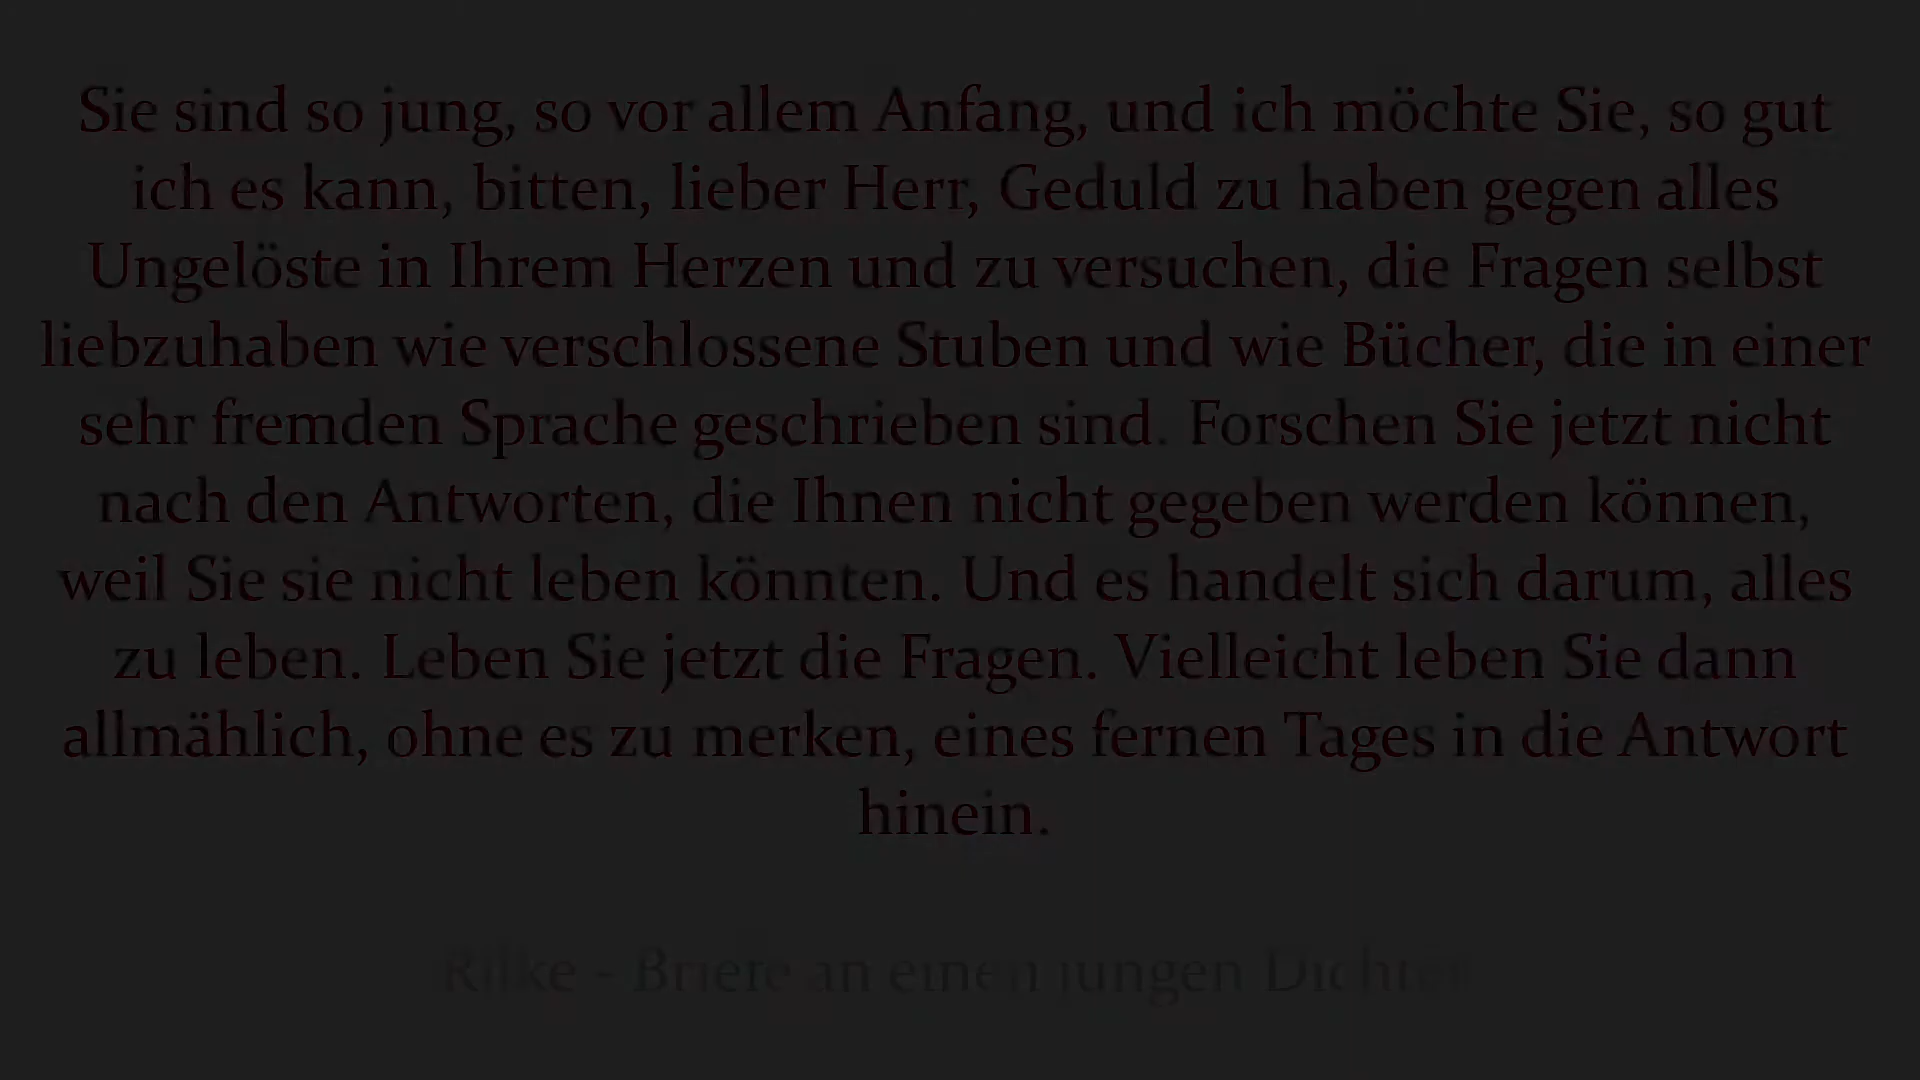 Sie sind so jung, so vor allem Anfang, und ich möchte Sie, so gut
ich es kann, bitten, lieber Herr, Geduld zu haben gegen alles
Ungelöste in Ihrem Herzen und zu versuchen, die Fragen selbst
liebzuhaben wie verschlossene Stuben und wie Bücher, die in einer
sehr fremden Sprache geschrieben sind. Forschen Sie jetzt nicht
nach den Antworten, die Ihnen nicht gegeben werden können,
weil Sie sie nicht leben könnten. Und es handelt sich darum, alles
zu leben. Leben Sie jetzt die Fragen. Vielleicht leben Sie dann
allmählich, ohne es zu merken, eines fernen Tages in die Antwort
hinein.
Rilke - Briefe an einen jungen Dichter